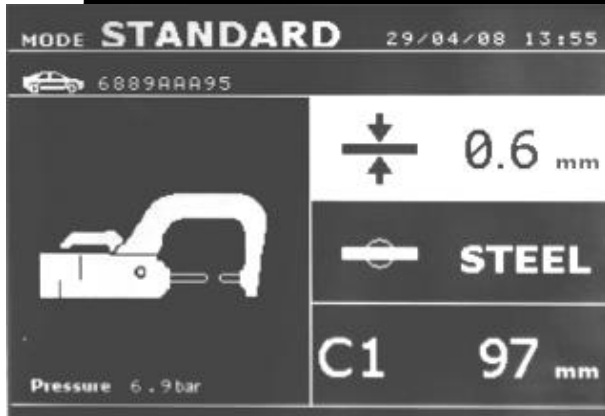 MODE STANDARD 29/04/08 13:55
6889AAA95
0.6 mm
STEEL
C1 97 mm
Pressure 6.9bar